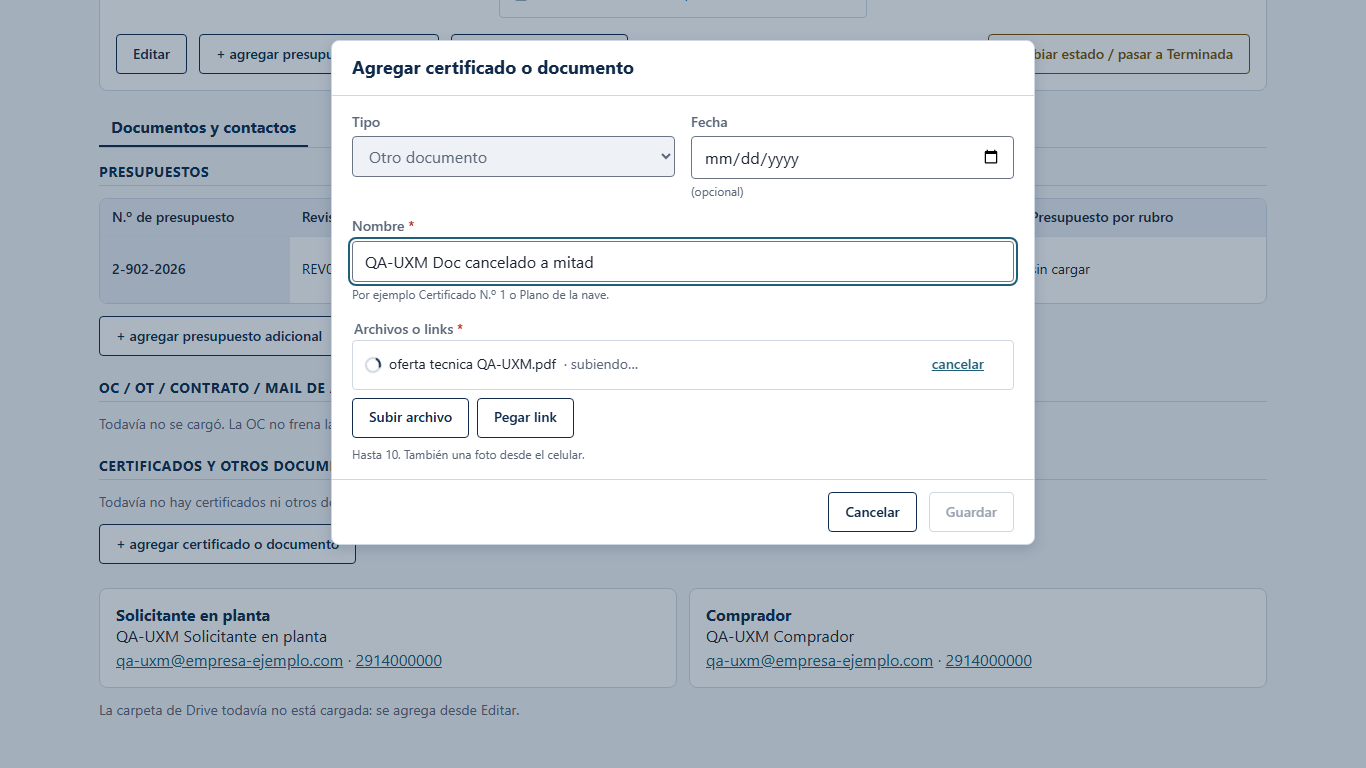 Editar
+ agregar presupu
biar estado / pasar a Terminada
Agregar certificado o documento
Tipo
Fecha
Otro documento
mm/dd/yyyy
(opcional)
Nombre *
QA-UXM Doc cancelado a mitad
Por ejemplo Certificado N.º 1 o Plano de la nave.
Archivos o links *
oferta tecnica QA-UXM.pdf · subiendo...
cancelar
Subir archivo
Pegar link
Hasta 10. También una foto desde el celular.
Cancelar
Guardar
Documentos y contactos
PRESUPUESTOS
N.º de presupuesto
Revis
Presupuesto por rubro
2-902-2026
REV0
sin cargar
+ agregar presupuesto adicional
OC / OT / CONTRATO / MAIL DE
Todavía no se cargó. La OC no frena la
CERTIFICADOS Y OTROS DOCUM
Todavía no hay certificados ni otros d
+ agregar certificado o documento
Solicitante en planta
QA-UXM Solicitante en planta
qa-uxm@empresa-ejemplo.com · 2914000000
Comprador
QA-UXM Comprador
qa-uxm@empresa-ejemplo.com · 2914000000
La carpeta de Drive todavía no está cargada: se agrega desde Editar.